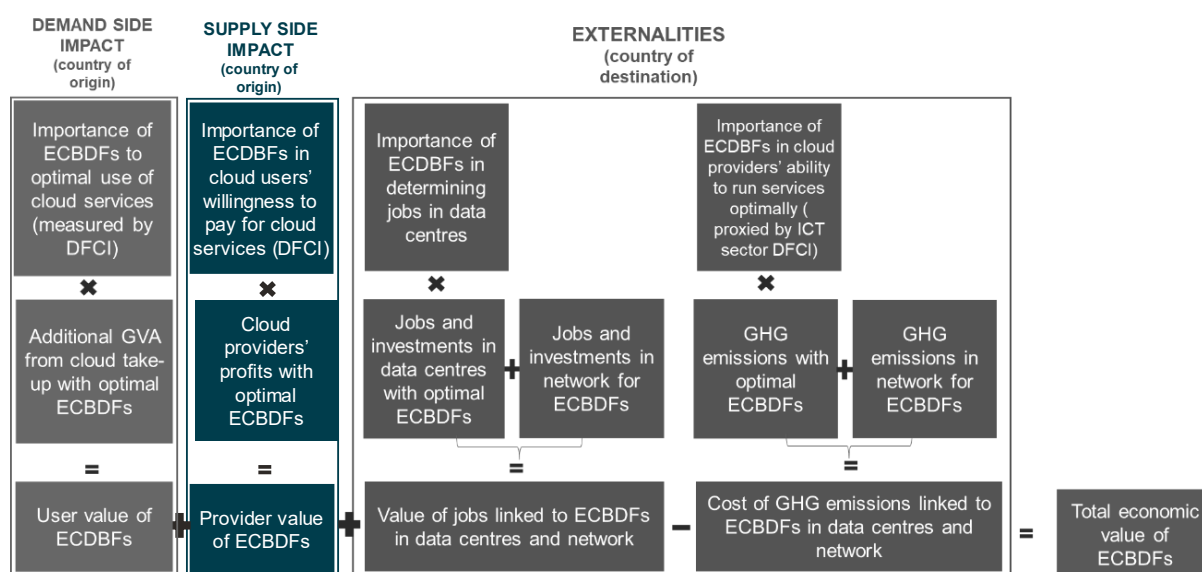 DEMAND SIDE
IMPACT
(country of
origin)
SUPPLY SIDE
IMPACT
(country of
origin)
EXTERNALITIES
(country of
destination)
Importance of
ECBDFs to
optimal use of
cloud services
(measured by
DFCI)
Importance of
ECDBFs in
cloud users'
willingness to
pay for cloud
services (DFCI)
Importance of
ECDBFs in
determining
jobs in data
centres
Importance of
ECDBFs in cloud
providers' ability
to run services
optimally (
proxied by ICT
sector DFCI)
✖
✖
✖
✖
Additional GVA
from cloud take-
up with optimal
ECBDFs
Cloud
providers'
profits with
optimal
ECBDFs
Jobs and
investments in
data centres
with optimal
ECBDFs
+
Jobs and
investments in
network for
ECBDFs
GHG
emissions with
optimal
ECBDFs
+
GHG
emissions in
network for
ECBDFs
=
=
=
=
User value of
ECDBFs
+
Provider value
of ECBDFs
+
Value of jobs linked to ECBDFs
in data centres and network
−
Cost of GHG emissions linked to
ECBDFs in data centres and
network
=
Total economic
value of
ECBDFs